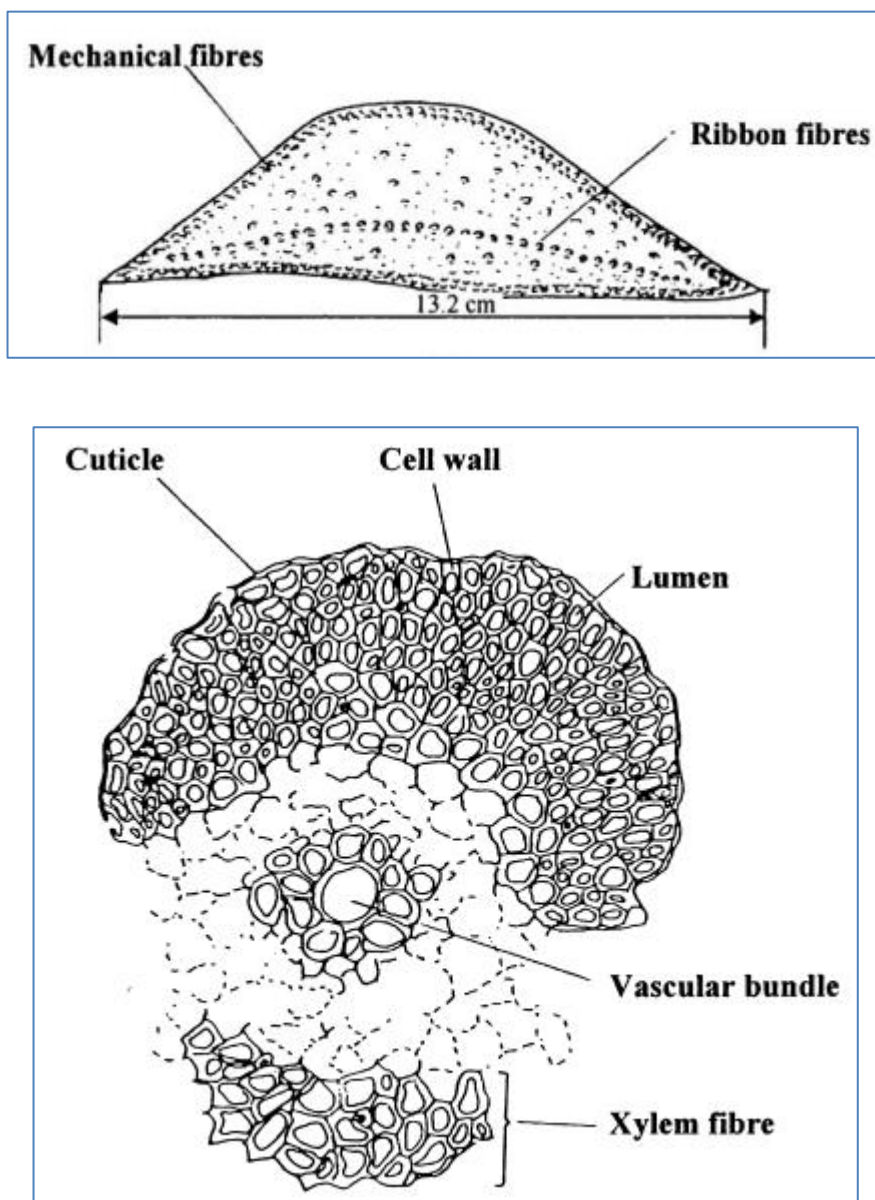 Mechanical fibres
Ribbon fibres
13.2 cm
Cuticle
Cell wall
Lumen
Vascular bundle
Xylem fibre